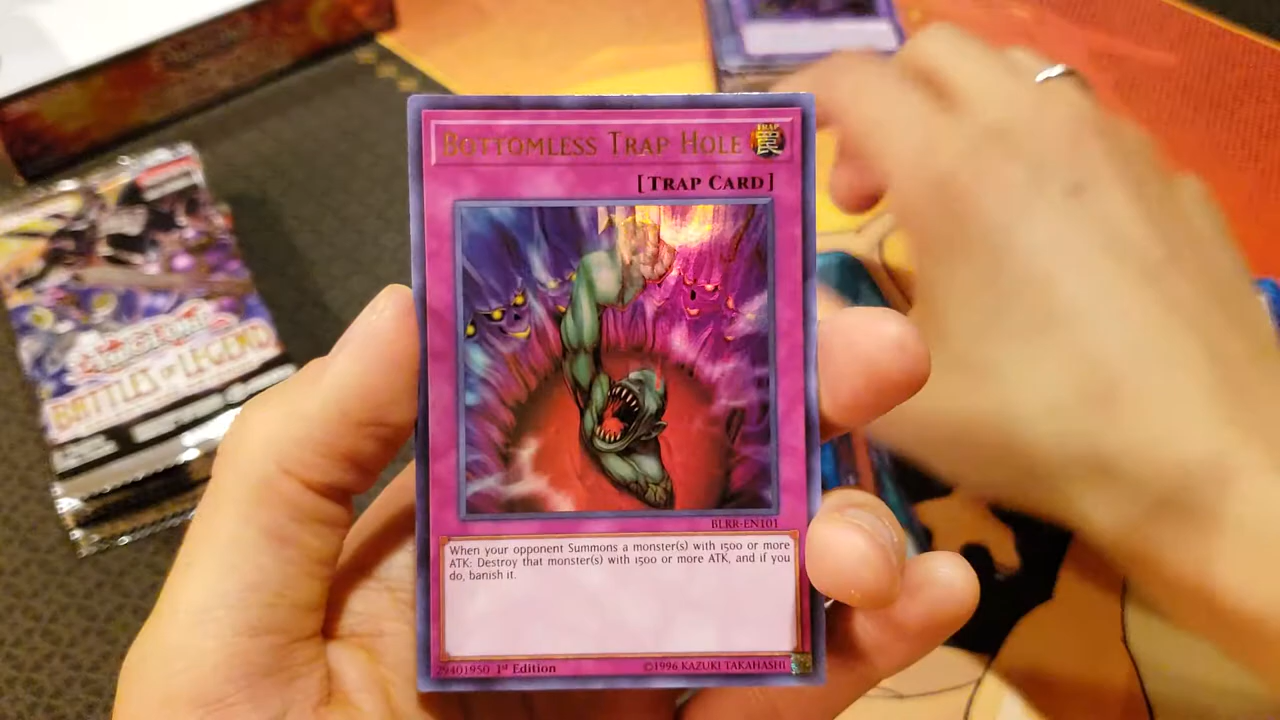 BOTTOMLESS TRAP HOLE
TRAP
罠
[TRAP CARD]
BLRR-EN101
When your opponent Summons a monster(s) with 1500 or more
ATK: Destroy that monster(s) with 1500 or more ATK, and if you
do, banish it.
29401950 1st Edition
©1996 KAZUKI TAKAHASHI
BATTLES OF LEGEND